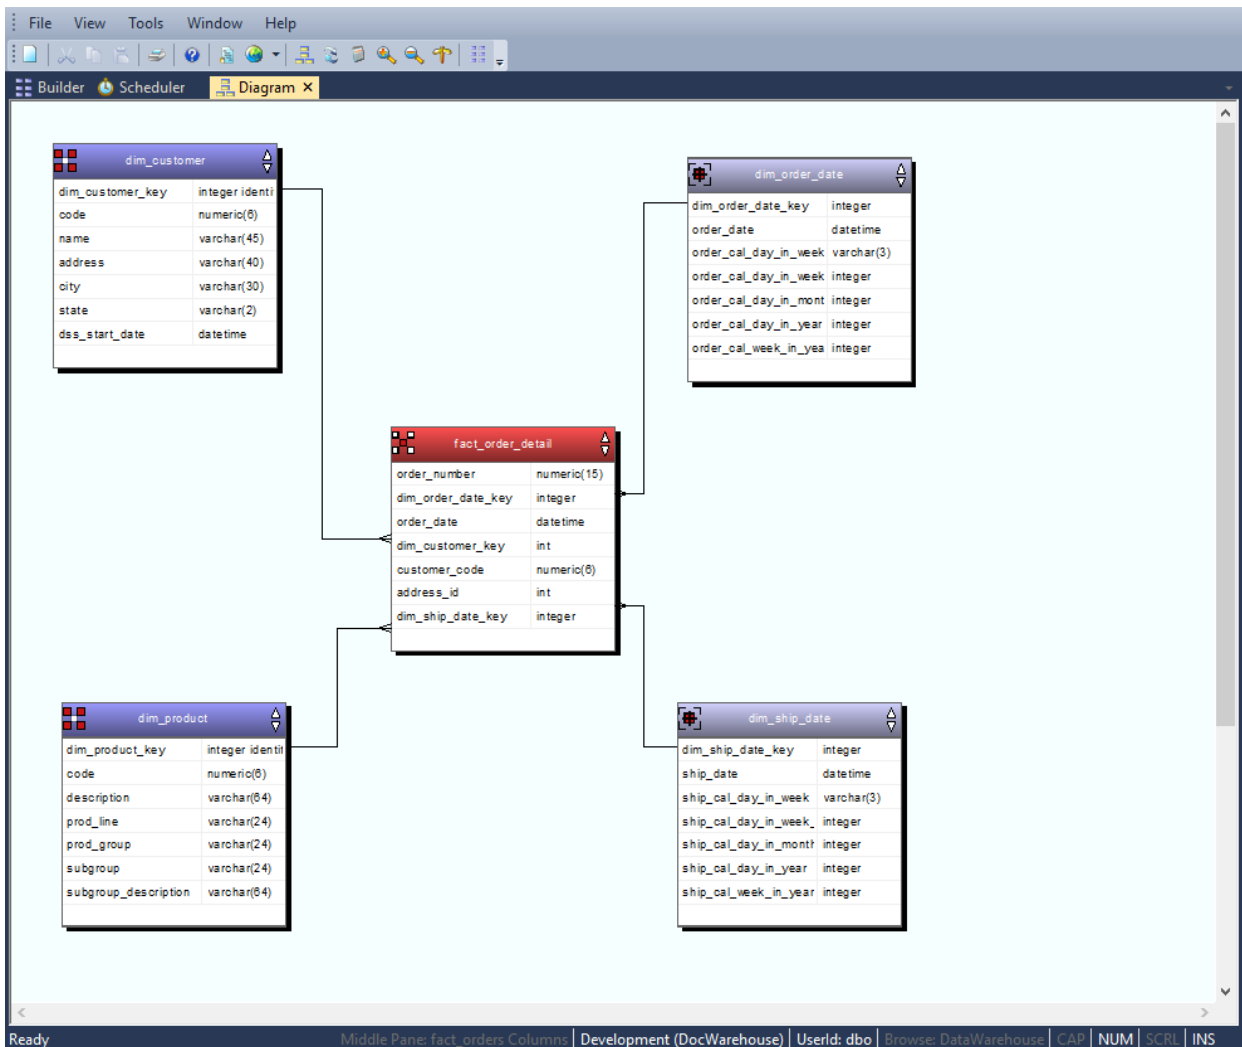 File View Tools Window Help
Builder Scheduler Diagram
dim_customer
dim_customer_key integer identi
code numeric(6)
name varchar(45)
address varchar(40)
city varchar(30)
state varchar(2)
dss_start_date datetime
dim_order_date
dim_order_date_key integer
order_date datetime
order_cal_day_in_week varchar(3)
order_cal_day_in_week integer
order_cal_day_in_mont integer
order_cal_day_in_year integer
order_cal_week_in_yea integer
fact_order_detail
order_number numeric(15)
dim_order_date_key integer
order_date datetime
dim_customer_key int
customer_code numeric(6)
address_id int
dim_ship_date_key integer
dim_product
dim_product_key integer identit
code numeric(6)
description varchar(64)
prod_line varchar(24)
prod_group varchar(24)
subgroup varchar(24)
subgroup_description varchar(64)
dim_ship_date
dim_ship_date_key integer
ship_date datetime
ship_cal_day_in_week varchar(3)
ship_cal_day_in_week_ integer
ship_cal_day_in_month integer
ship_cal_day_in_year integer
ship_cal_week_in_year integer
Ready Middle Pane: fact_orders Columns Development (DocWarehouse) UserId: dbo Browse: DataWarehouse CAP NUM SCRL INS